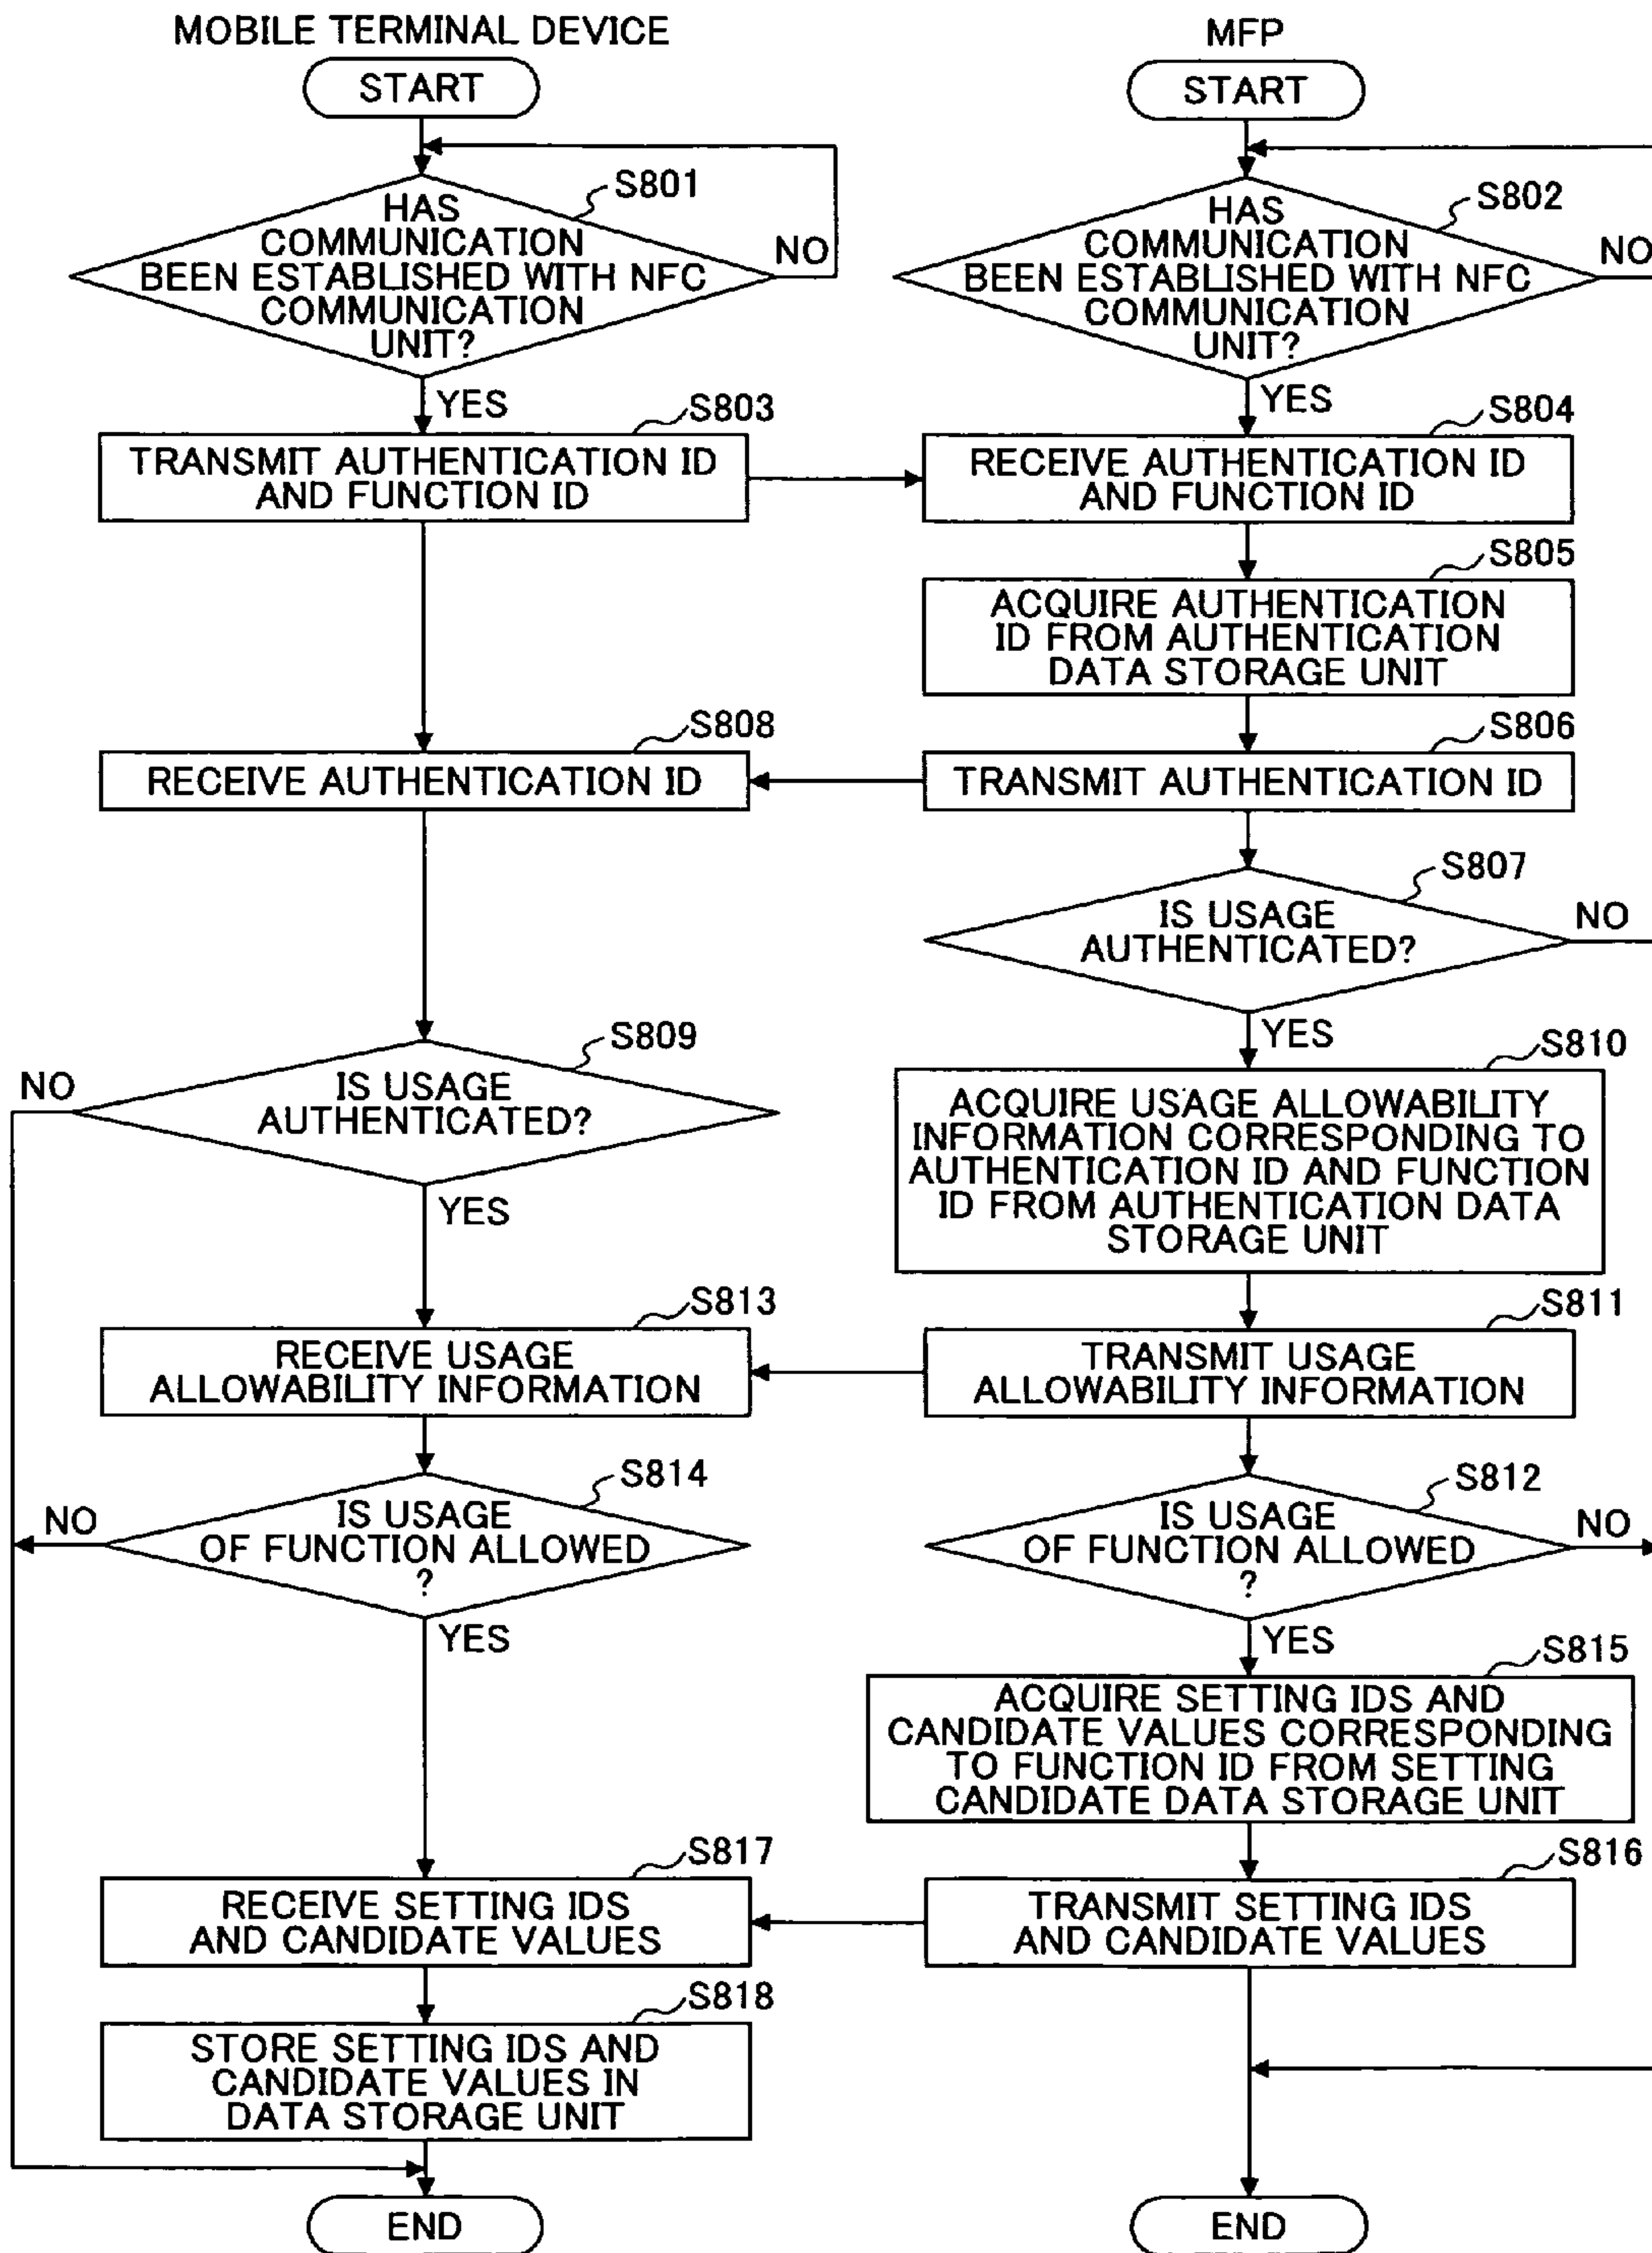 MOBILE TERMINAL DEVICE
MFP
START
START
S801
HAS
COMMUNICATION
BEEN ESTABLISHED WITH NFC
COMMUNICATION
UNIT?
NO
S802
HAS
COMMUNICATION
BEEN ESTABLISHED WITH NFC
COMMUNICATION
UNIT?
NO
YES
YES
S803
TRANSMIT AUTHENTICATION ID
AND FUNCTION ID
S804
RECEIVE AUTHENTICATION ID
AND FUNCTION ID
S805
ACQUIRE AUTHENTICATION
ID FROM AUTHENTICATION
DATA STORAGE UNIT
S808
RECEIVE AUTHENTICATION ID
S806
TRANSMIT AUTHENTICATION ID
S807
IS USAGE
AUTHENTICATED?
NO
YES
S809
IS USAGE
AUTHENTICATED?
NO
YES
S810
ACQUIRE USAGE ALLOWABILITY
INFORMATION CORRESPONDING TO
AUTHENTICATION ID AND FUNCTION
ID FROM AUTHENTICATION DATA
STORAGE UNIT
S813
RECEIVE USAGE
ALLOWABILITY INFORMATION
S811
TRANSMIT USAGE
ALLOWABILITY INFORMATION
S814
IS USAGE
OF FUNCTION ALLOWED
?
NO
YES
S812
IS USAGE
OF FUNCTION ALLOWED
?
NO
YES
S815
ACQUIRE SETTING IDS AND
CANDIDATE VALUES CORRESPONDING
TO FUNCTION ID FROM SETTING
CANDIDATE DATA STORAGE UNIT
S817
RECEIVE SETTING IDS
AND CANDIDATE VALUES
S816
TRANSMIT SETTING IDS
AND CANDIDATE VALUES
S818
STORE SETTING IDS AND
CANDIDATE VALUES IN
DATA STORAGE UNIT
END
END